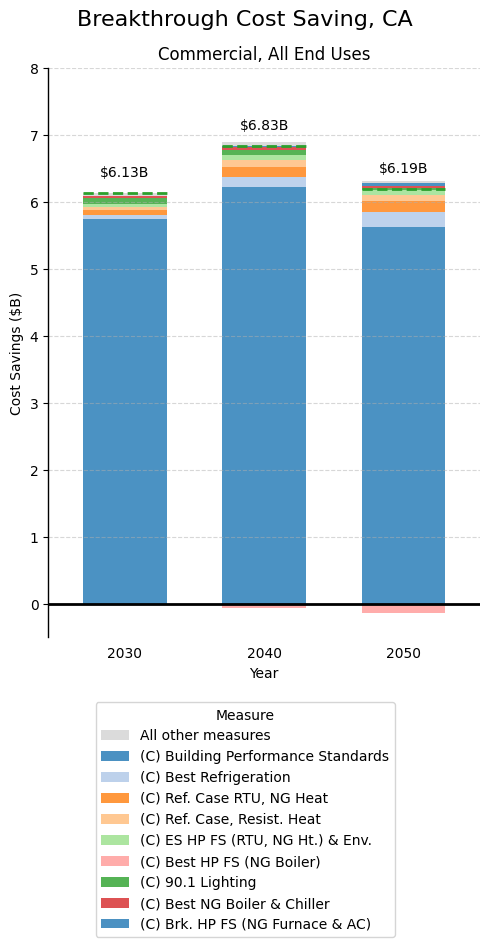 Breakthrough Cost Saving, CA
Commercial, All End Uses
8
7
6
5
4
3
2
1
0
Cost Savings ($B)
$6.13B
$6.83B
$6.19B
2030
2040
2050
Year
Measure
All other measures
(C) Building Performance Standards
(C) Best Refrigeration
(C) Ref. Case RTU, NG Heat
(C) Ref. Case, Resist. Heat
(C) ES HP FS (RTU, NG Ht.) & Env.
(C) Best HP FS (NG Boiler)
(C) 90.1 Lighting
(C) Best NG Boiler & Chiller
(C) Brk. HP FS (NG Furnace & AC)